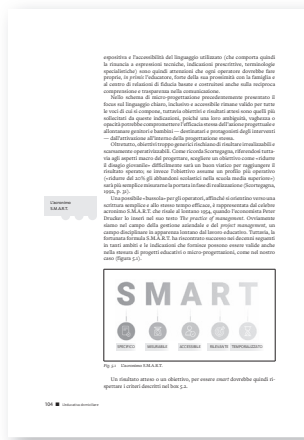 espositivo e l'accessibilità del linguaggio utilizzato (che comporta quindi
la rinuncia a espressioni tecniche, indicazioni prescrittive, terminologie
specialistiche) sono quindi attenzioni che ogni operatore dovrebbe fare
proprie, in primis l'educatore, forte della sua prossimità con la famiglia e
al centro di relazioni di fiducia basate e costruitesi anche sulla reciproca
comprensione e trasparenza nella comunicazione.
Nello schema di micro-progettazione precedentemente presentato il
focus sul linguaggio chiaro, inclusivo e accessibile rimane valido per tutte
le voci di cui si compone, tuttavia obiettivi e risultati attesi sono quelli più
sollecitati da queste indicazioni, poiché una loro ambiguità, vaghezza o
opacità potrebbe compromettere l'efficacia stessa dell'azione progettuale e
allontanare genitori e bambini — destinatari e protagonisti degli interventi
— dall'attivazione all'interno della progettazione stessa.
Oltretutto, obiettivi troppo generici rischiano di risultare irrealizzabili e
scarsamente operativizzabili. Come ricorda Scortegagna, riferendosi tutta-
via agli aspetti macro del progettare, scegliere un obiettivo come «ridurre
il disagio giovanile» difficilmente sarà un buon viatico per raggiungere il
risultato sperato; se invece l'obiettivo assume un profilo più operativo
(«ridurre del 20% gli abbandoni scolastici nella scuola media superiore»)
sarà più semplice misurarne la portata in fase di realizzazione (Scortegagna,
Una possibile «bussola» per gli operatori, affinché si orientino verso una
scrittura semplice e allo stesso tempo efficace, è rappresentata dal celebre
acronimo S.M.A.R.T. che risale al lontano 1954, quando l'economista Peter
Drucker lo inserì nel suo testo The practice of management. Ovviamente
siamo nel campo della gestione aziendale e del project management, un
campo disciplinare in apparenza lontano dal lavoro educativo. Tuttavia, la
fortunata formula S.M.A.R.T. ha riscontrato successo nei decenni seguenti
in tanti ambiti e le indicazioni che fornisce possono essere valide anche
nella stesura di progetti educativi o micro-progettazioni, come nel nostro
caso (figura 5.1).
L'acronimo
S.M.A.R.T.
SMART
SPECIFICO MISURABILE ACCESSIBILE RILEVANTE TEMPORALIZZATO
Fig. 5.1 L'acronimo S.M.A.R.T.
Un risultato atteso o un obiettivo, per essere smart dovrebbe quindi ri-
spettare i criteri descritti nel box 5.2.
104 ■ L'educativa domiciliare